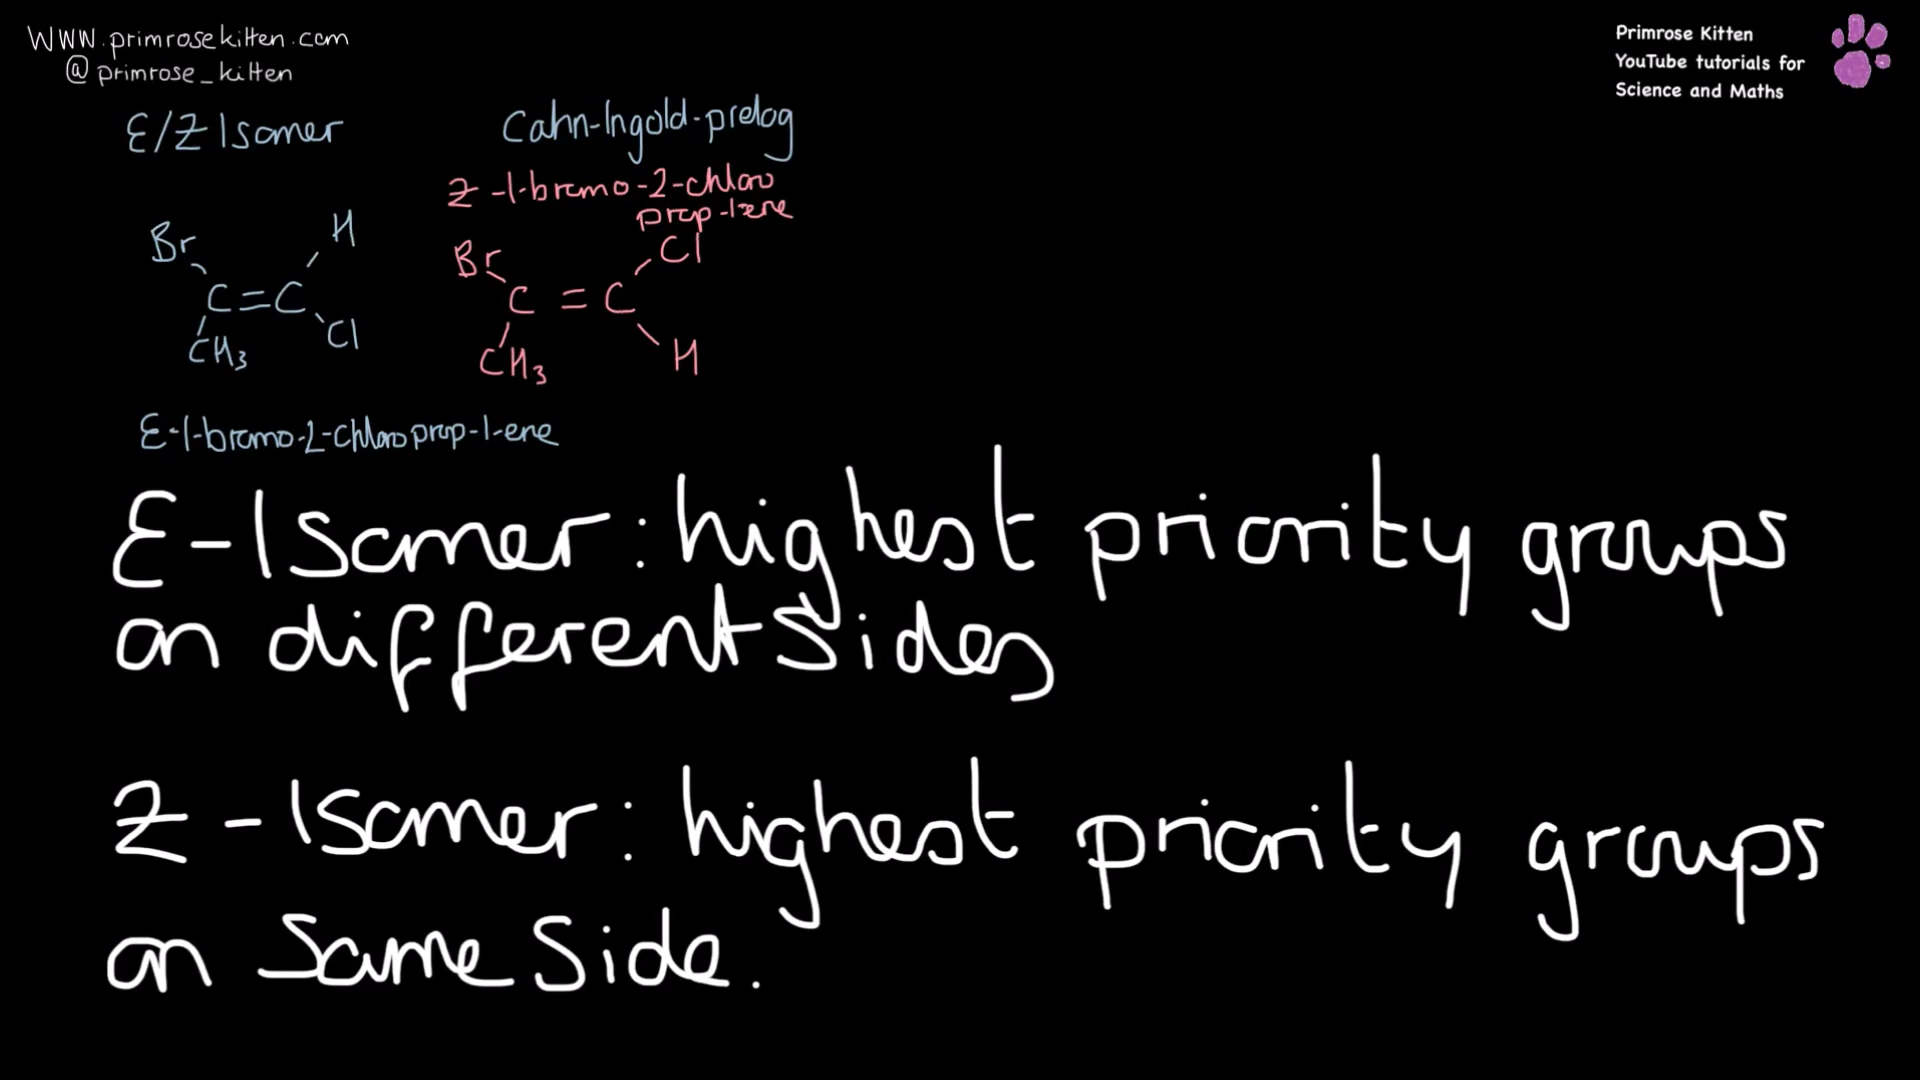 www.primrosekitten.com
@primrose_kitten
Primrose Kitten
YouTube tutorials for
Science and Maths
E/Z Isomer
Cahn-Ingold-prelog
Z-1-bromo-2-chloro
prop-1-ene
Br
H
C=C
CH3
Cl
Br
Cl
C=C
CH3
H
E-1-bromo-2-chloroprop-1-ene
E-Isomer: highest priority groups
on different sides
Z-Isomer: highest priority groups
on same side.